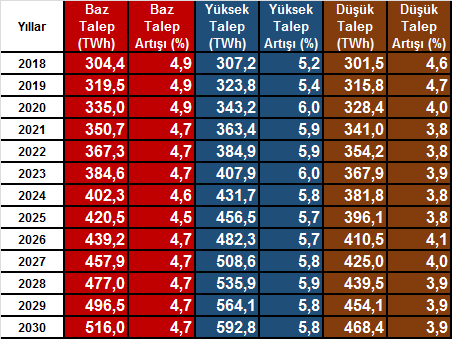 Yıllar Baz Talep (TWh) Baz Talep Artışı (%) Yüksek Talep (TWh) Yüksek Talep Artışı (%) Düşük Talep (TWh) Düşük Talep Artışı (%)
2018 304,4 4,9 307,2 5,2 301,5 4,6
2019 319,5 4,9 323,8 5,4 315,8 4,7
2020 335,0 4,9 343,2 6,0 328,4 4,0
2021 350,7 4,7 363,4 5,9 341,0 3,8
2022 367,3 4,7 384,9 5,9 354,2 3,8
2023 384,6 4,7 407,9 6,0 367,9 3,9
2024 402,3 4,6 431,7 5,8 381,8 3,8
2025 420,5 4,5 456,5 5,7 396,1 3,8
2026 439,2 4,7 482,3 5,7 410,5 4,1
2027 457,9 4,7 508,6 5,8 425,0 4,0
2028 477,0 4,7 535,9 5,9 439,5 3,9
2029 496,5 4,7 564,1 5,8 454,1 3,9
2030 516,0 4,7 592,8 5,8 468,4 3,9